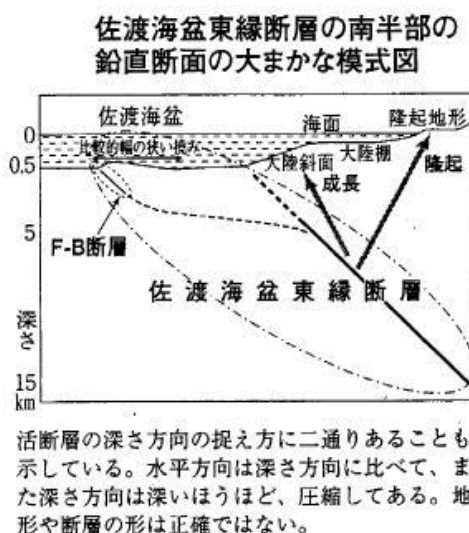 佐渡海盆東縁断層の南半部の
鉛直断面の大まかな模式図
佐渡海盆
海面
隆起地形
0
比較的幅の狭い撓み
大陸棚
0.5
大陸斜面
隆起
成長
5
F-B断層
佐渡海盆東縁断層
深さ
15
km
活断層の深さ方向の捉え方に二通りあることも
示している。水平方向は深さ方向に比べて、ま
た深さ方向は深いほうほど、圧縮してある。地
形や断層の形は正確ではない。